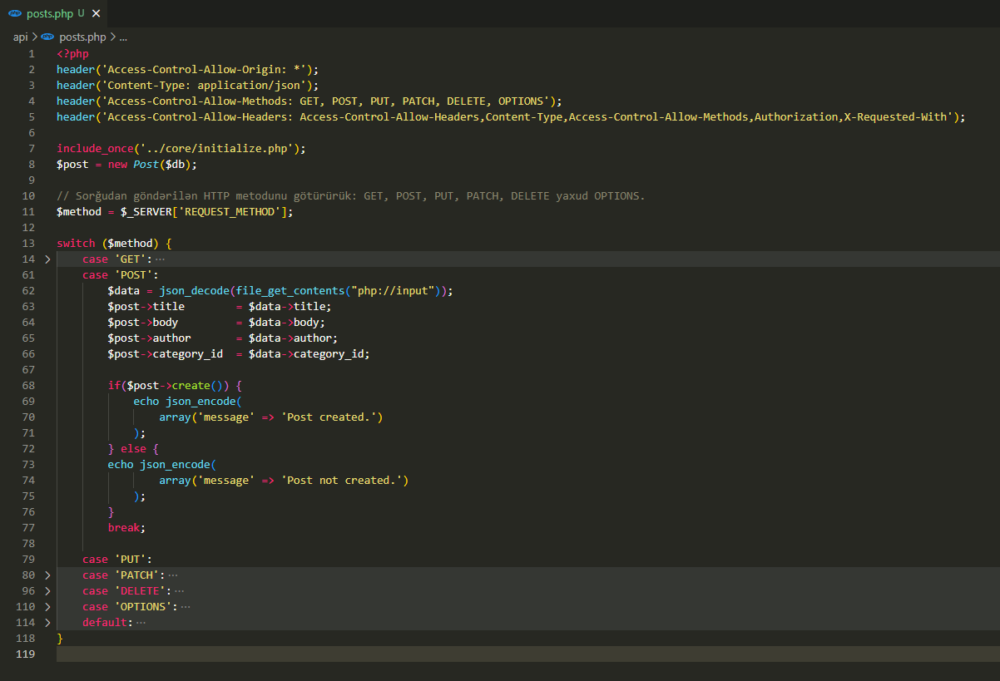 posts.php U ×
api > posts.php > ...
1 <?php
2 header('Access-Control-Allow-Origin: *');
3 header('Content-Type: application/json');
4 header('Access-Control-Allow-Methods: GET, POST, PUT, PATCH, DELETE, OPTIONS');
5 header('Access-Control-Allow-Headers: Access-Control-Allow-Headers,Content-Type,Access-Control-Allow-Methods,Authorization,X-Requested-With');
6
7 include_once('../core/initialize.php');
8 $post = new Post($db);
9
10 // Sorğudan göndərilən HTTP metodunu götürürük: GET, POST, PUT, PATCH, DELETE yaxud OPTIONS.
11 $method = $_SERVER['REQUEST_METHOD'];
12
13 switch ($method) {
14 > case 'GET': ...
61 case 'POST':
62 $data = json_decode(file_get_contents("php://input"));
63 $post->title = $data->title;
64 $post->body = $data->body;
65 $post->author = $data->author;
66 $post->category_id = $data->category_id;
67
68 if($post->create()) {
69 echo json_encode(
70 array('message' => 'Post created.')
71 );
72 } else {
73 echo json_encode(
74 array('message' => 'Post not created.')
75 );
76 }
77 break;
78
79 case 'PUT':
80 > case 'PATCH': ...
96 > case 'DELETE': ...
110 > case 'OPTIONS': ...
114 > default: ...
118 }
119